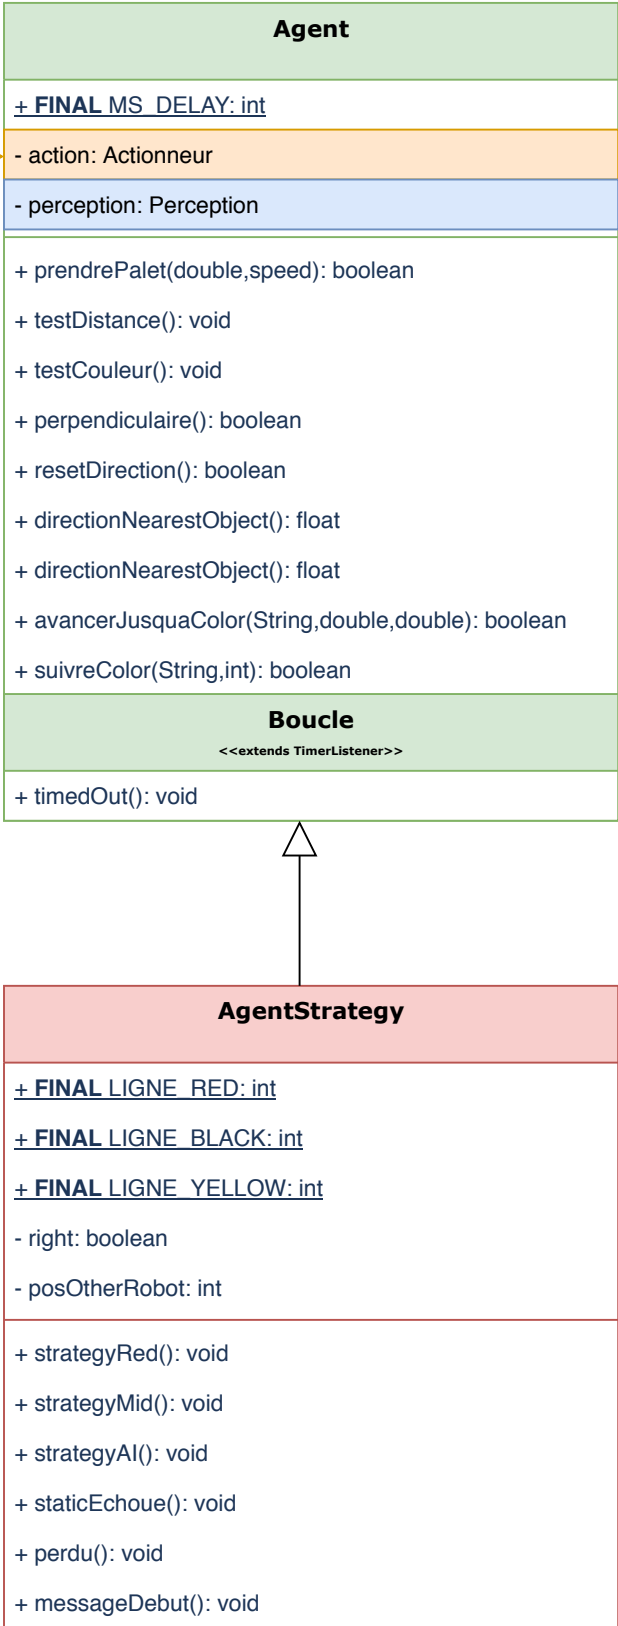 Agent
+ FINAL MS_DELAY: int
- action: Actionneur
- perception: Perception
+ prendrePalet(double,speed): boolean
+ testDistance(): void
+ testCouleur(): void
+ perpendiculaire(): boolean
+ resetDirection(): boolean
+ directionNearestObject(): float
+ directionNearestObject(): float
+ avancerJusquaColor(String,double,double): boolean
+ suivreColor(String,int): boolean
Boucle
<<extends TimerListener>>
+ timedOut(): void
AgentStrategy
+ FINAL LIGNE_RED: int
+ FINAL LIGNE_BLACK: int
+ FINAL LIGNE_YELLOW: int
- right: boolean
- posOtherRobot: int
+ strategyRed(): void
+ strategyMid(): void
+ strategyAI(): void
+ staticEchoue(): void
+ perdu(): void
+ messageDebut(): void